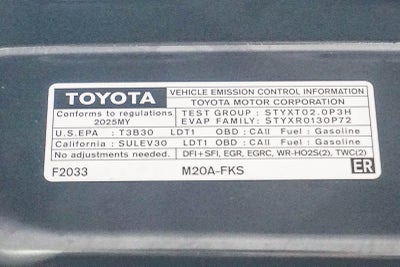 TOYOTA
VEHICLE EMISSION CONTROL INFORMATION
TOYOTA MOTOR CORPORATION
Conforms to regulations
2025MY
TEST GROUP : STYXT02.0P3H
EVAP FAMILY: STYXR0130P72
U.S.EPA : T3B30 LDT1 OBD : CAll Fuel : Gasoline
California : SULEV30 LDT1 OBD : CAll Fuel : Gasoline
No adjustments needed. DFI+SFI, EGR, EGRC, WR-HO2S(2), TWC(2)
F2033 M20A-FKS ER